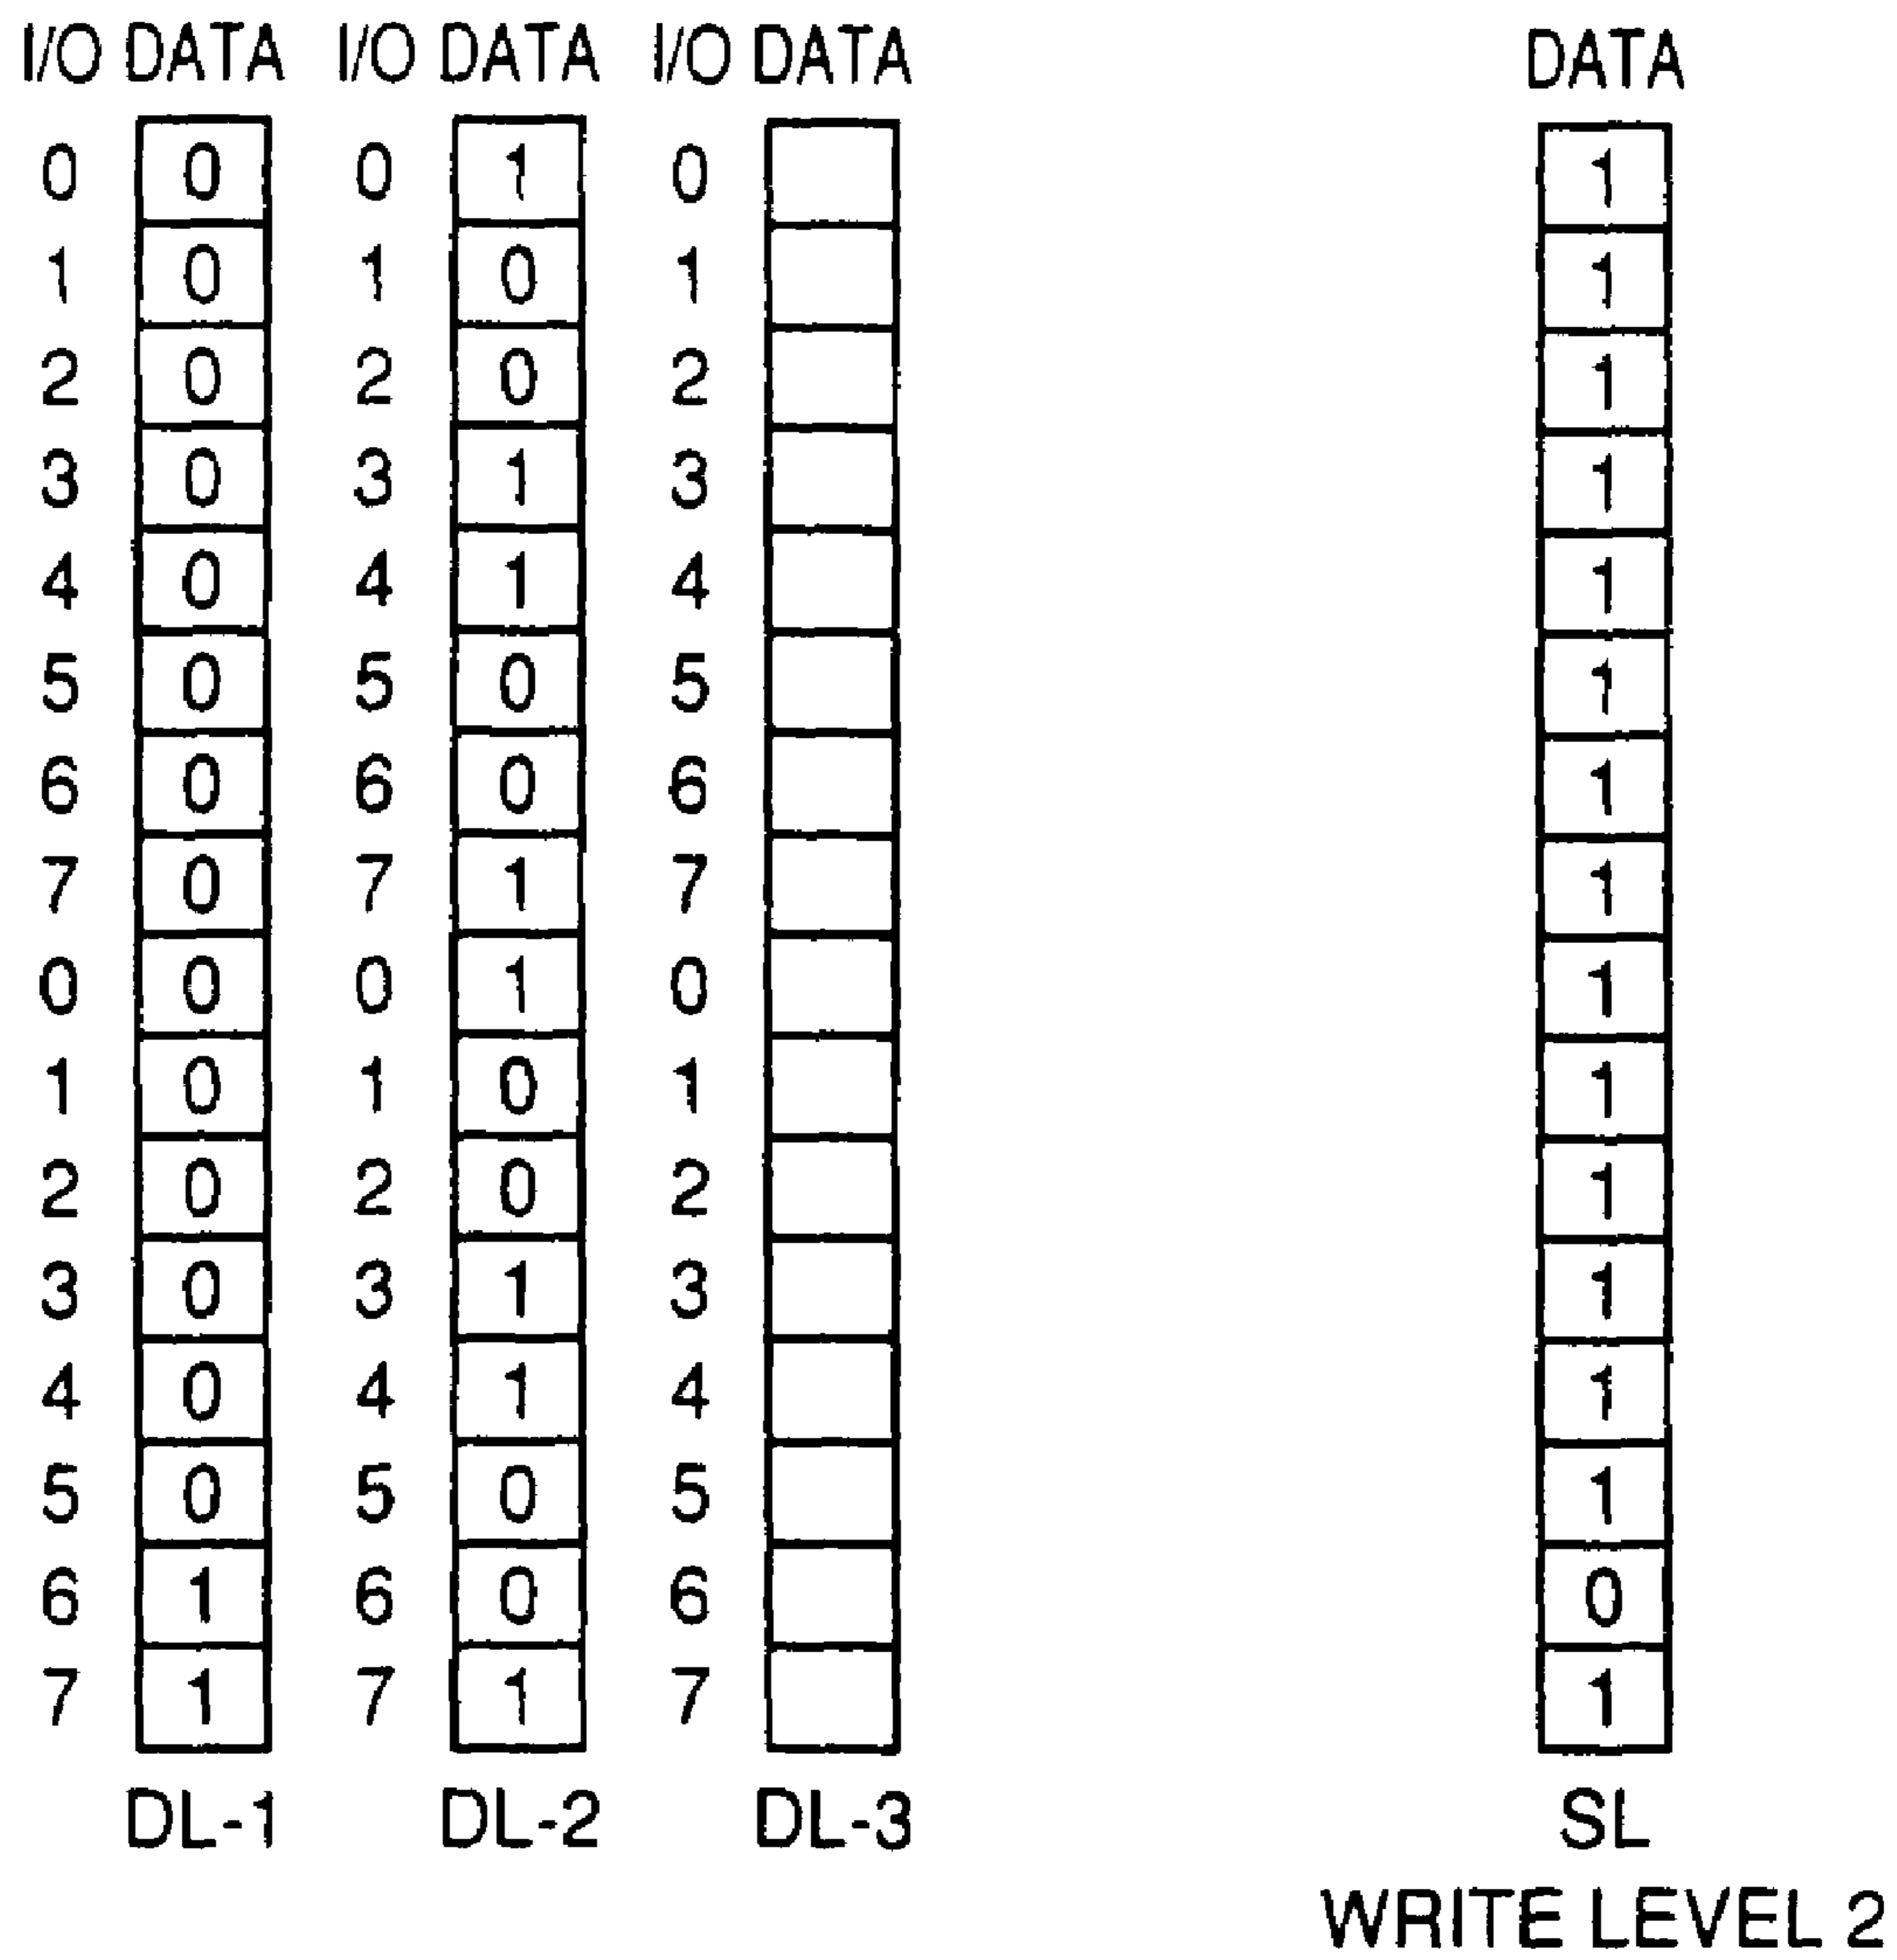 I/O DATA I/O DATA I/O DATA DATA
0 0 0 1 0 1
1 0 1 0 1 1
2 0 2 0 2 1
3 0 3 1 3 1
4 0 4 1 4 1
5 0 5 0 5 1
6 0 6 0 6 1
7 0 7 1 7 1
0 0 0 1 0 1
1 0 1 0 1 1
2 0 2 0 2 1
3 0 3 1 3 1
4 0 4 1 4 1
5 0 5 0 5 1
6 1 6 0 6 0
7 1 7 1 7 1
DL-1 DL-2 DL-3 SL
WRITE LEVEL 2